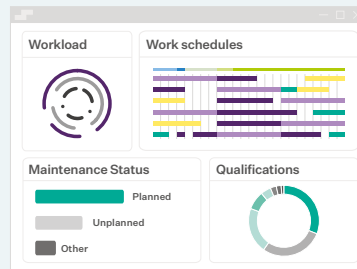 Workload
Work schedules
Maintenance Status
Planned
Unplanned
Other
Qualifications